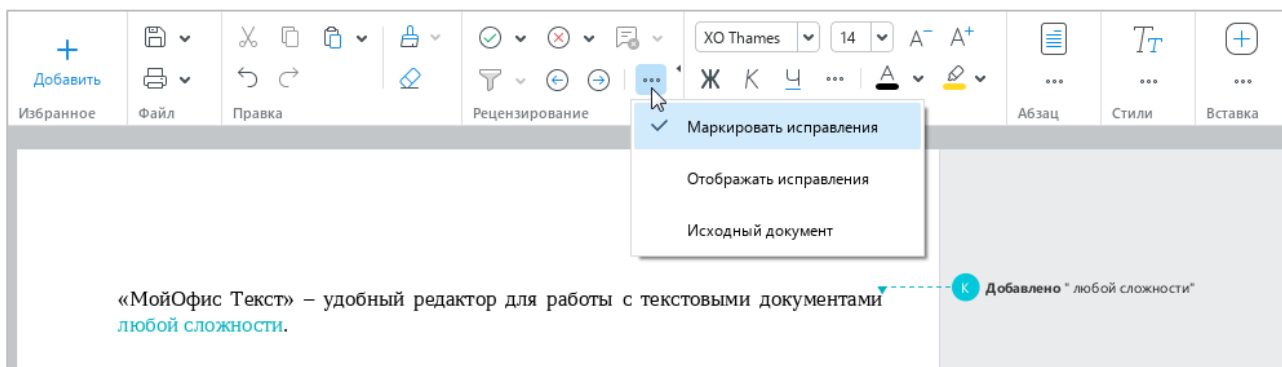 XO Thames 14 A⁻ A⁺ Tт
Добавить Ж К Ч A
Избранное Файл Правка Рецензирование Абзац Стили Вставка
Маркировать исправления
Отображать исправления
Исходный документ
«МойОфис Текст» – удобный редактор для работы с текстовыми документами
любой сложности.
К Добавлено " любой сложности"